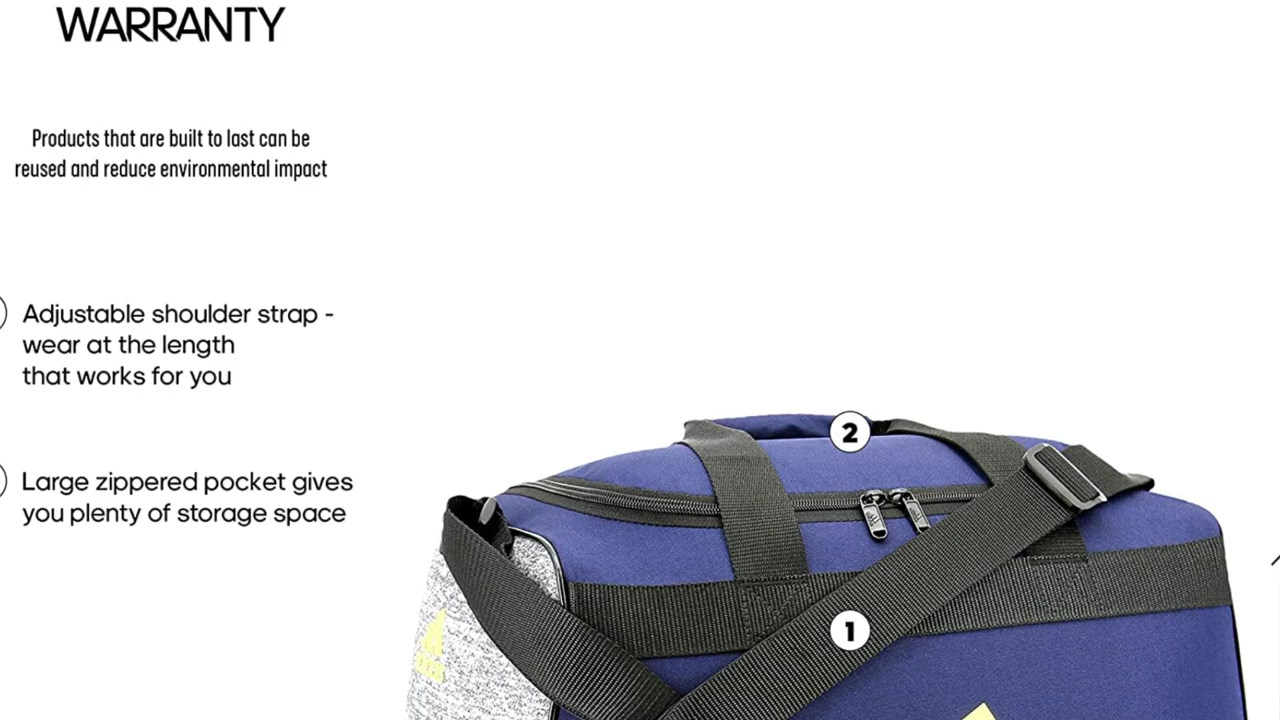 WARRANTY
Products that are built to last can be
reused and reduce environmental impact
Adjustable shoulder strap -
wear at the length
that works for you
Large zippered pocket gives
you plenty of storage space
2
1